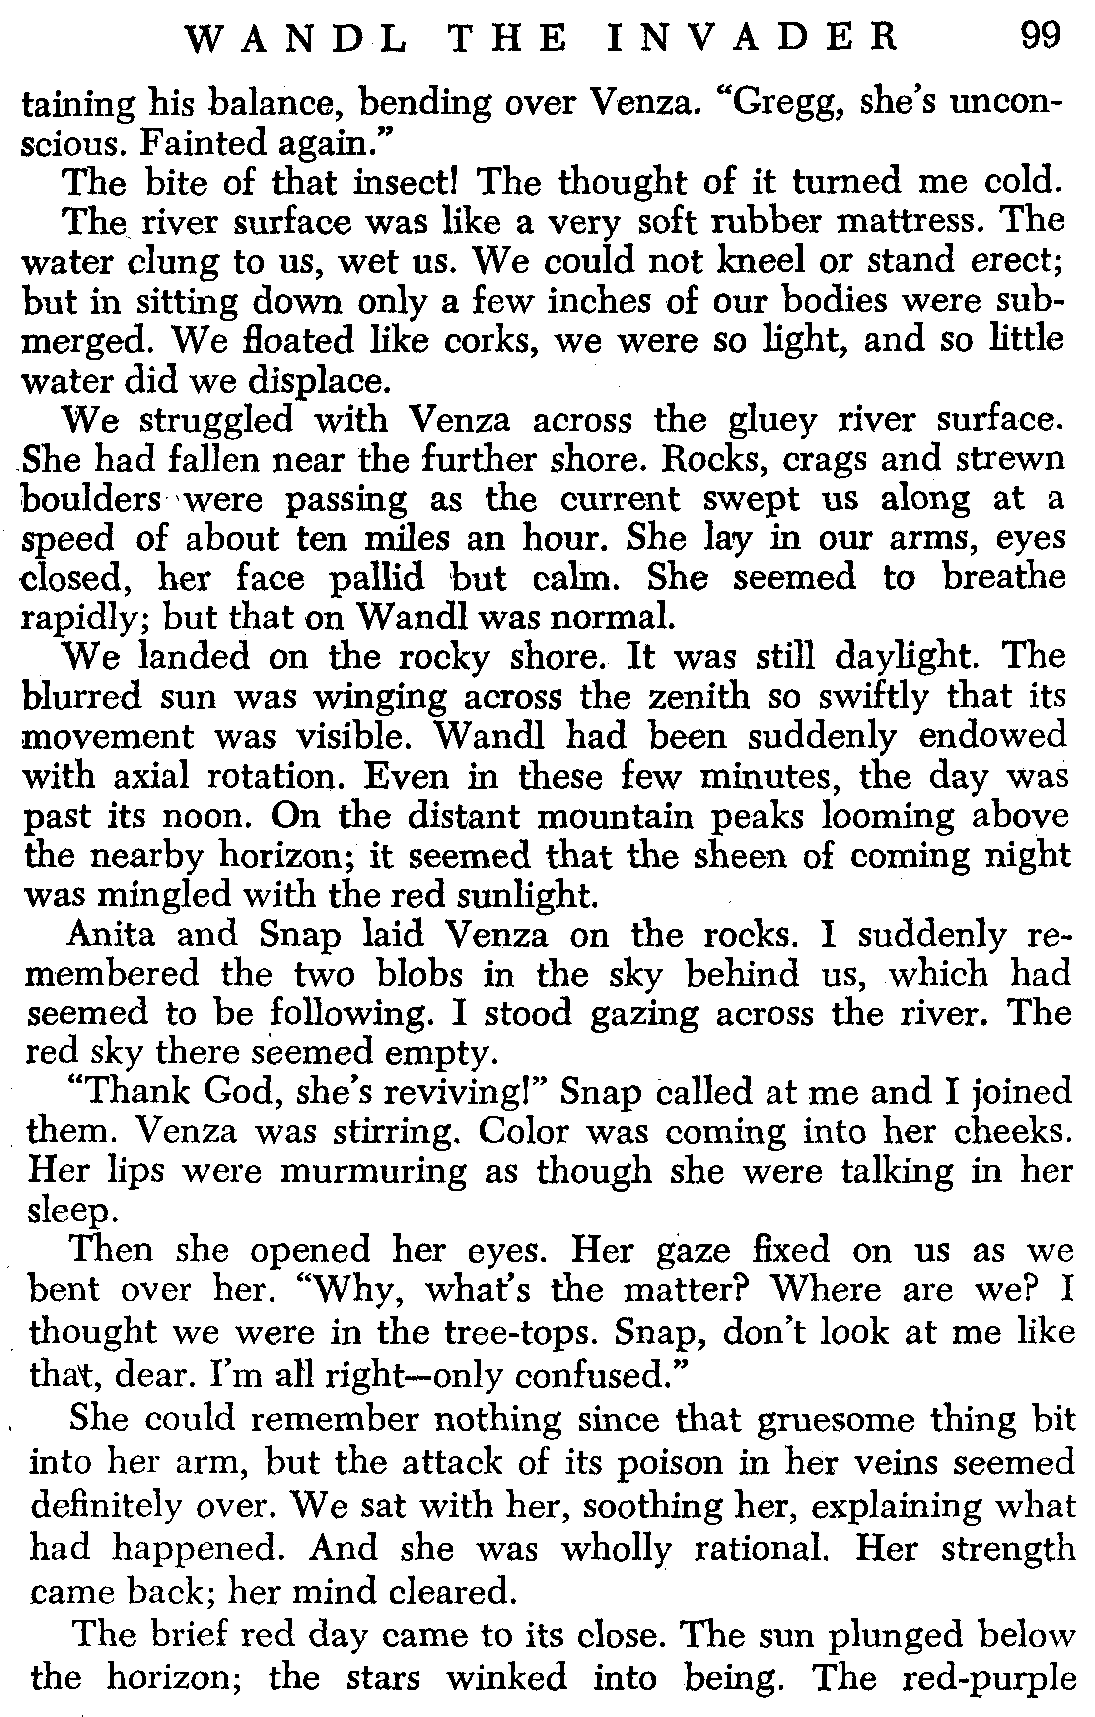 WANDL THE INVADER 99
taining his balance, bending over Venza. “Gregg, she’s uncon-
scious. Fainted again.”
The bite of that insect! The thought of it turned me cold.
The river surface was like a very soft rubber mattress. The
water clung to us, wet us. We could not kneel or stand erect;
but in sitting down only a few inches of our bodies were sub-
merged. We floated like corks, we were so light, and so little
water did we displace.
We struggled with Venza across the gluey river surface.
She had fallen near the further shore. Rocks, crags and strewn
boulders were passing as the current swept us along at a
speed of about ten miles an hour. She lay in our arms, eyes
closed, her face pallid but calm. She seemed to breathe
rapidly; but that on Wandl was normal.
We landed on the rocky shore. It was still daylight. The
blurred sun was winging across the zenith so swiftly that its
movement was visible. Wandl had been suddenly endowed
with axial rotation. Even in these few minutes, the day was
past its noon. On the distant mountain peaks looming above
the nearby horizon; it seemed that the sheen of coming night
was mingled with the red sunlight.
Anita and Snap laid Venza on the rocks. I suddenly re-
membered the two blobs in the sky behind us, which had
seemed to be following. I stood gazing across the river. The
red sky there seemed empty.
“Thank God, she’s reviving!” Snap called at me and I joined
them. Venza was stirring. Color was coming into her cheeks.
Her lips were murmuring as though she were talking in her
sleep.
Then she opened her eyes. Her gaze fixed on us as we
bent over her. “Why, what’s the matter? Where are we? I
thought we were in the tree-tops. Snap, don’t look at me like
that, dear. I’m all right—only confused.”
She could remember nothing since that gruesome thing bit
into her arm, but the attack of its poison in her veins seemed
definitely over. We sat with her, soothing her, explaining what
had happened. And she was wholly rational. Her strength
came back; her mind cleared.
The brief red day came to its close. The sun plunged below
the horizon; the stars winked into being. The red-purple